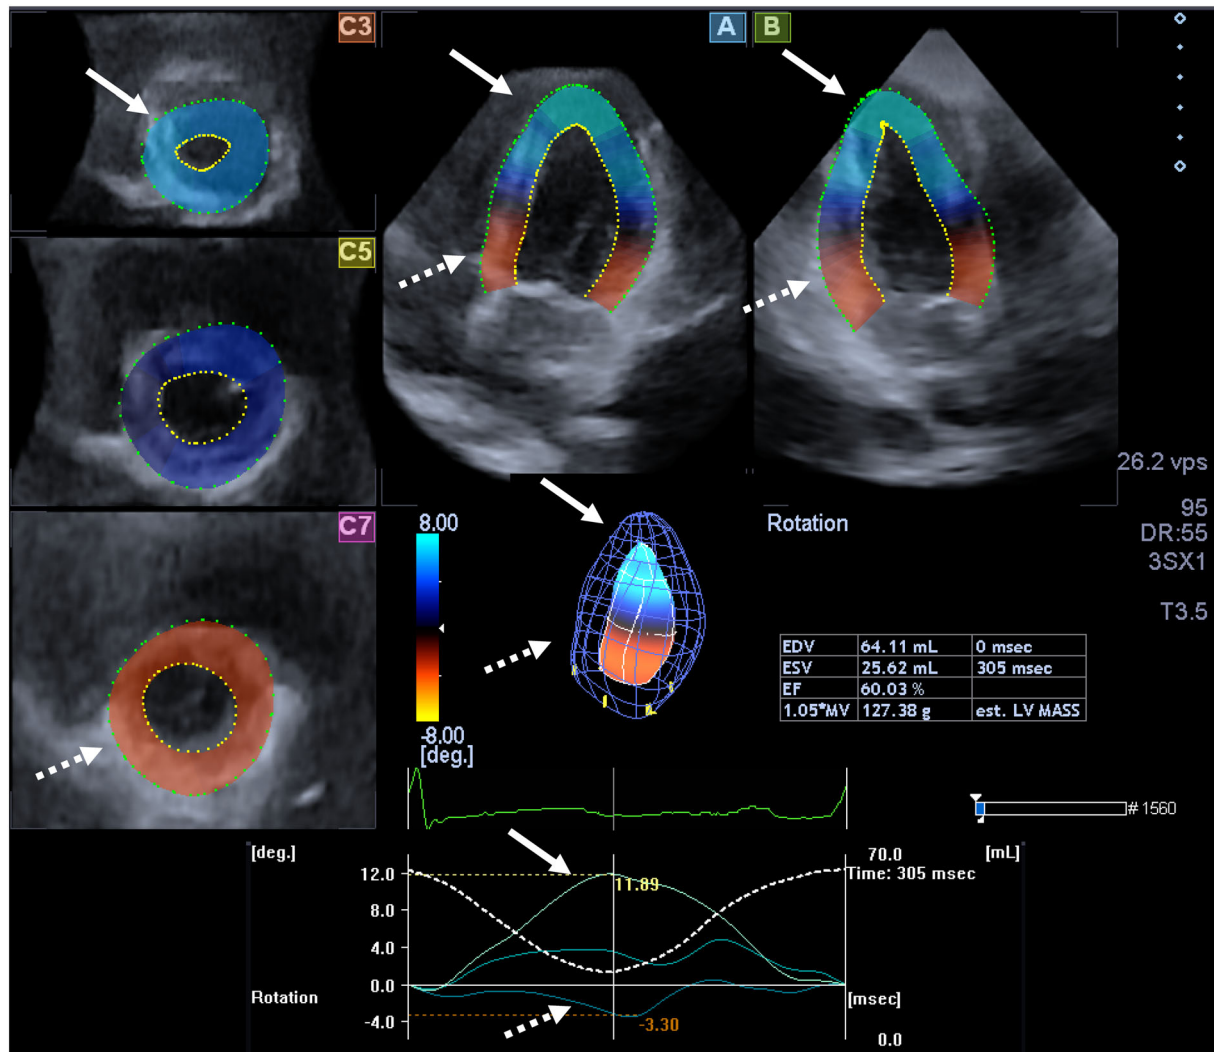 C3
A
B
C5
26.2 vps
95
DR:55
3SX1
T3.5
C7
8.00
-8.00
[deg.]
Rotation
EDV 64.11 mL 0 msec
ESV 25.62 mL 305 msec
EF 60.03 %
1.05*MV 127.38 g est. LV MASS
# 1560
[deg.]
70.0 [mL]
Time: 305 msec
12.0
11.89
8.0
4.0
0.0
Rotation
[msec]
-4.0
-3.30
0.0